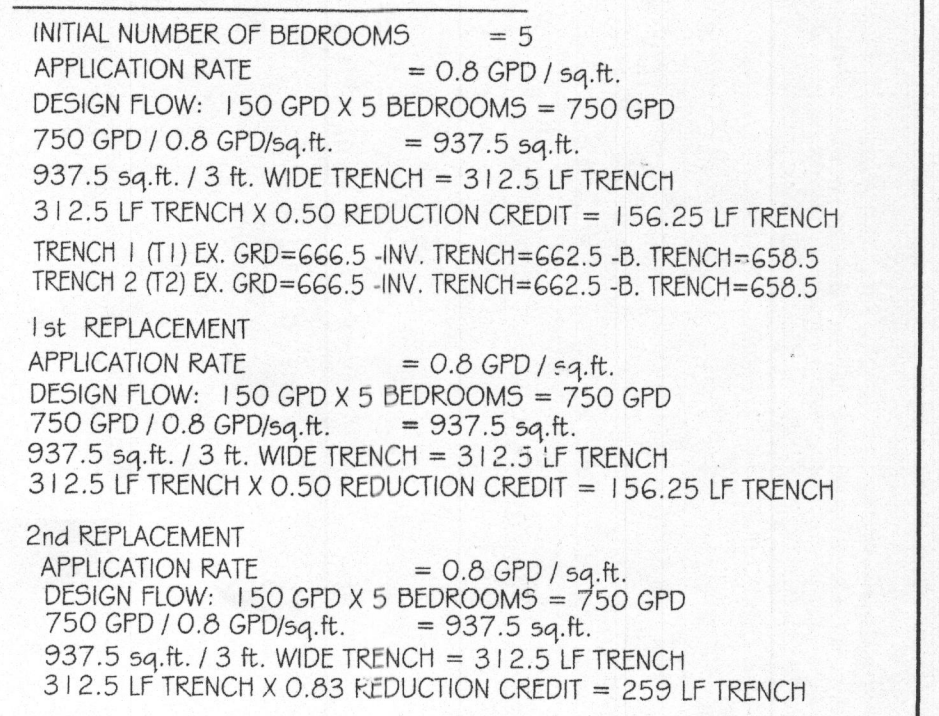 INITIAL NUMBER OF BEDROOMS = 5
APPLICATION RATE = 0.8 GPD / sq.ft.
DESIGN FLOW: 150 GPD X 5 BEDROOMS = 750 GPD
750 GPD / 0.8 GPD/sq.ft. = 937.5 sq.ft.
937.5 sq.ft. / 3 ft. WIDE TRENCH = 312.5 LF TRENCH
312.5 LF TRENCH X 0.50 REDUCTION CREDIT = 156.25 LF TRENCH
TRENCH 1 (T1) EX. GRD=666.5 -INV. TRENCH=662.5 -B. TRENCH=658.5
TRENCH 2 (T2) EX. GRD=666.5 -INV. TRENCH=662.5 -B. TRENCH=658.5
1st REPLACEMENT
APPLICATION RATE = 0.8 GPD / sq.ft.
DESIGN FLOW: 150 GPD X 5 BEDROOMS = 750 GPD
750 GPD / 0.8 GPD/sq.ft. = 937.5 sq.ft.
937.5 sq.ft. / 3 ft. WIDE TRENCH = 312.5 LF TRENCH
312.5 LF TRENCH X 0.50 REDUCTION CREDIT = 156.25 LF TRENCH
2nd REPLACEMENT
APPLICATION RATE = 0.8 GPD / sq.ft.
DESIGN FLOW: 150 GPD X 5 BEDROOMS = 750 GPD
750 GPD / 0.8 GPD/sq.ft. = 937.5 sq.ft.
937.5 sq.ft. / 3 ft. WIDE TRENCH = 312.5 LF TRENCH
312.5 LF TRENCH X 0.83 REDUCTION CREDIT = 259 LF TRENCH